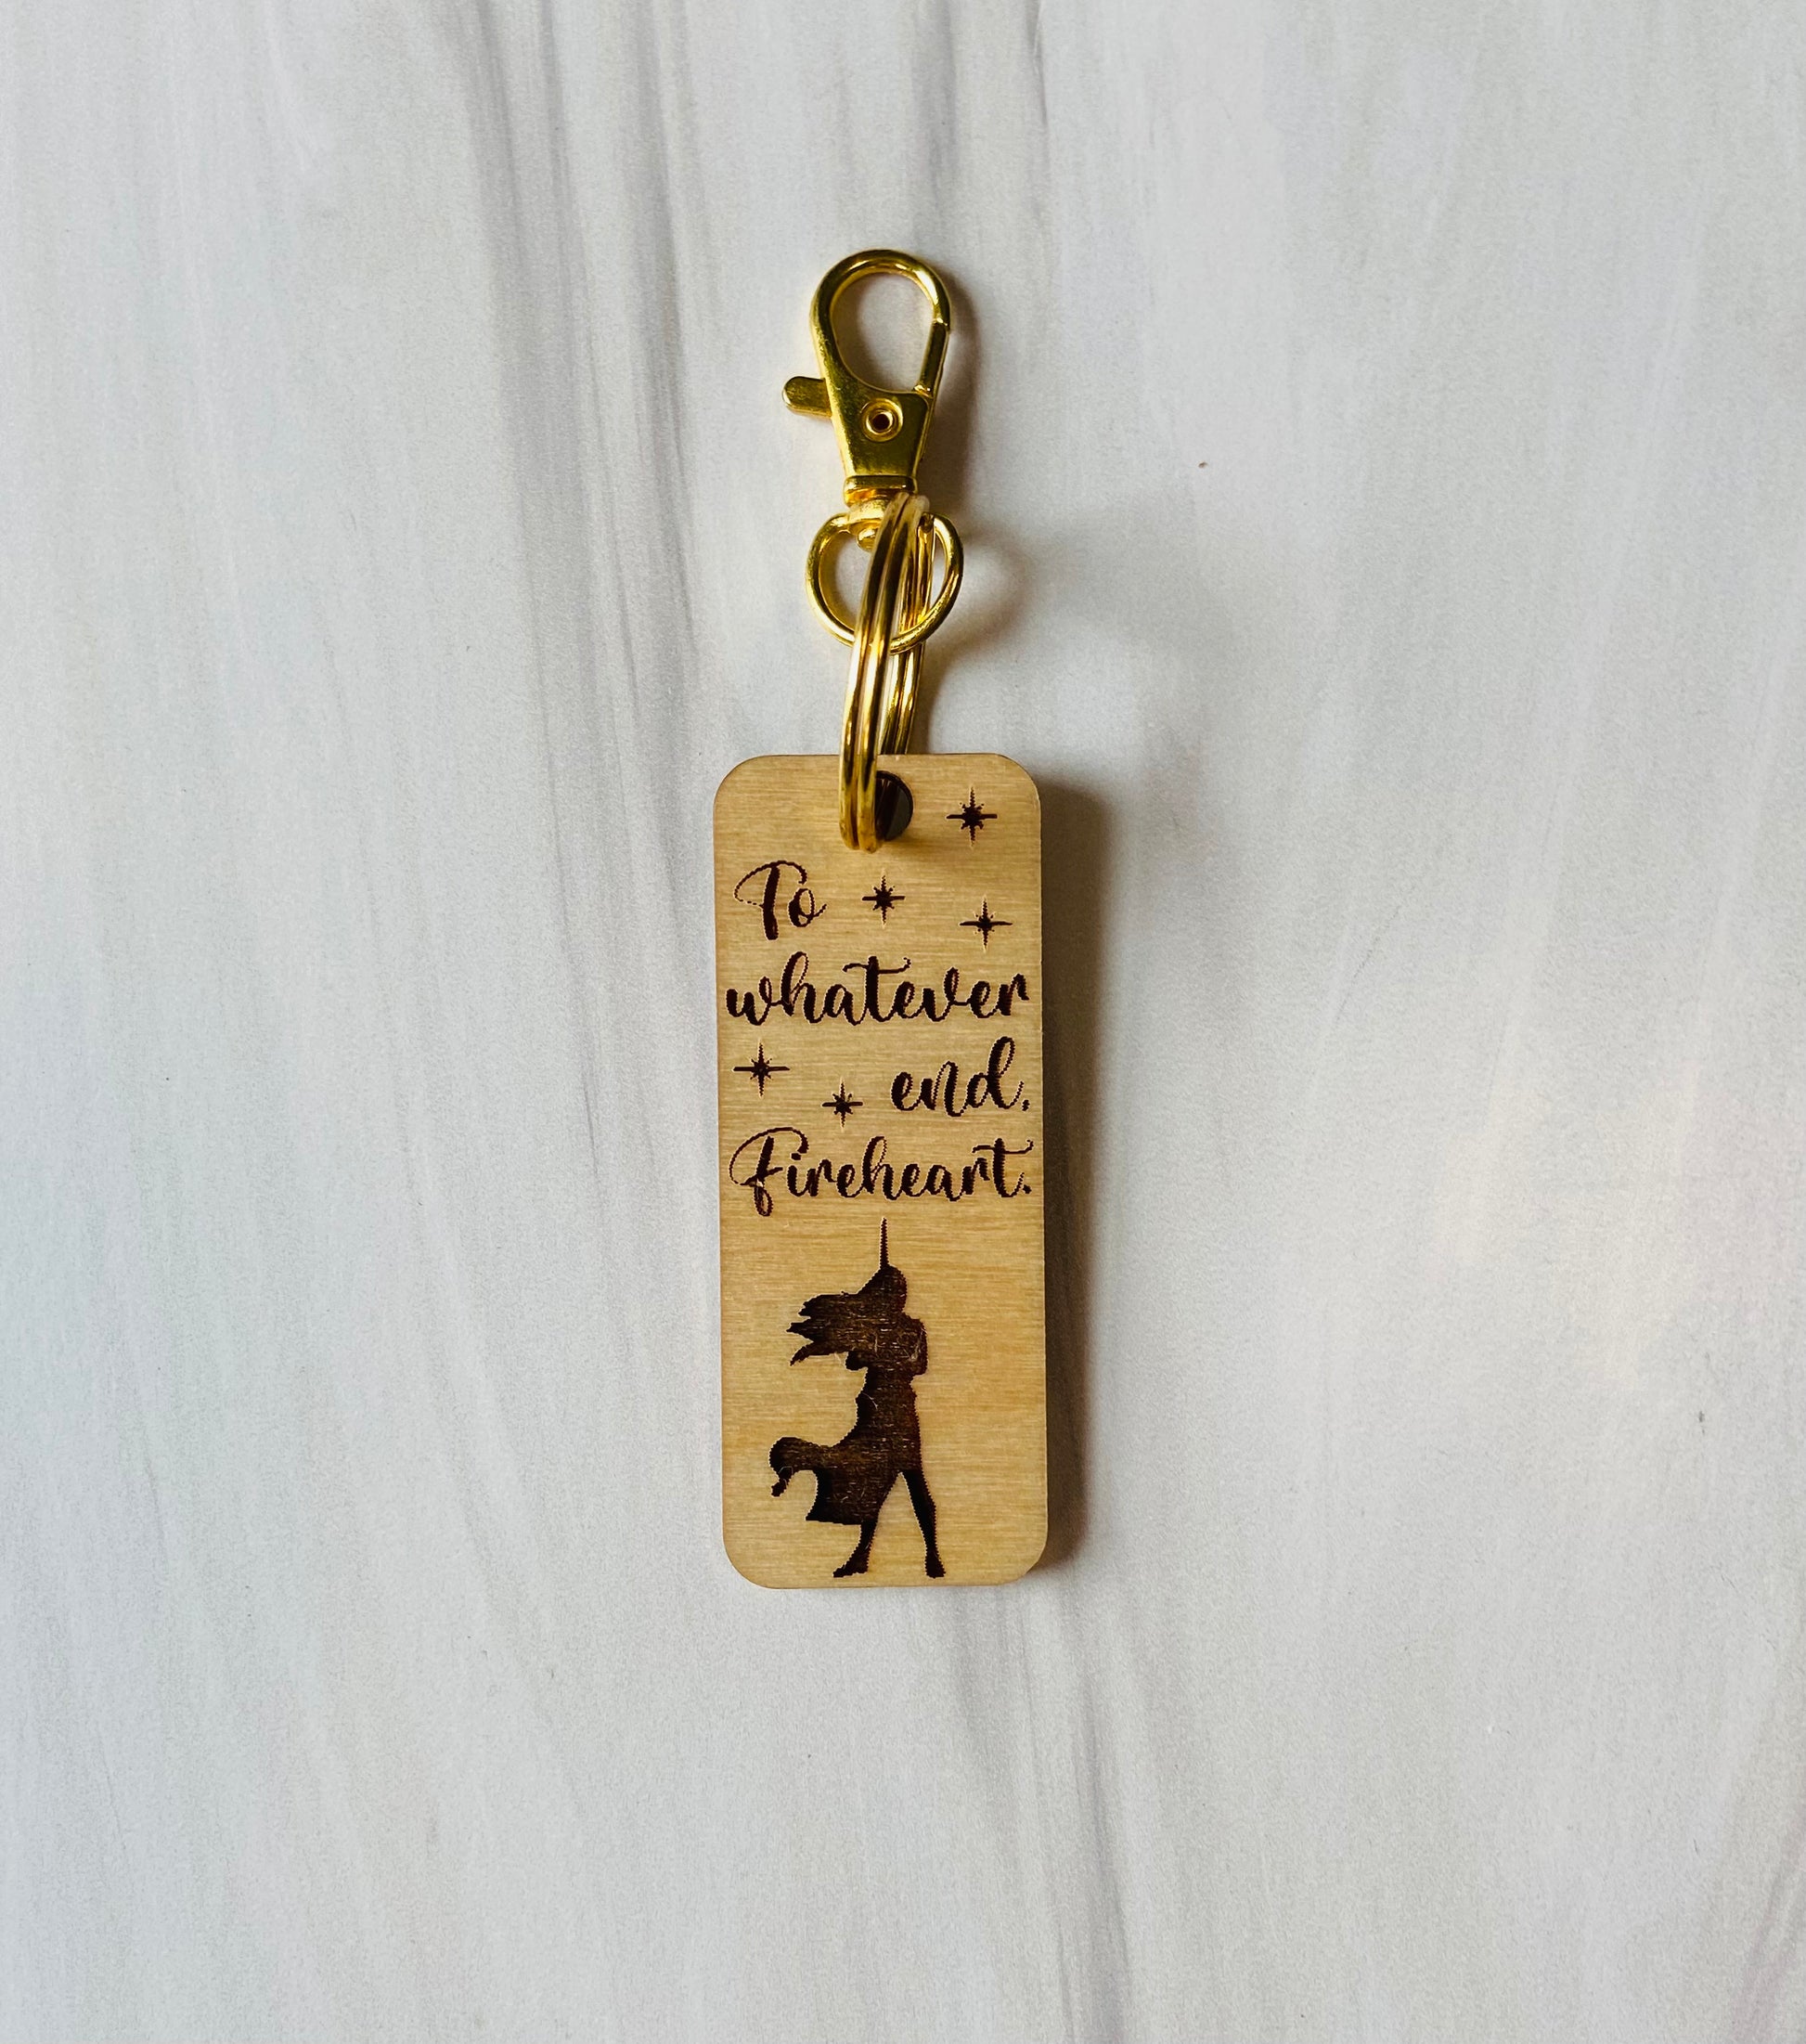 To
whatever
end,
Fireheart.